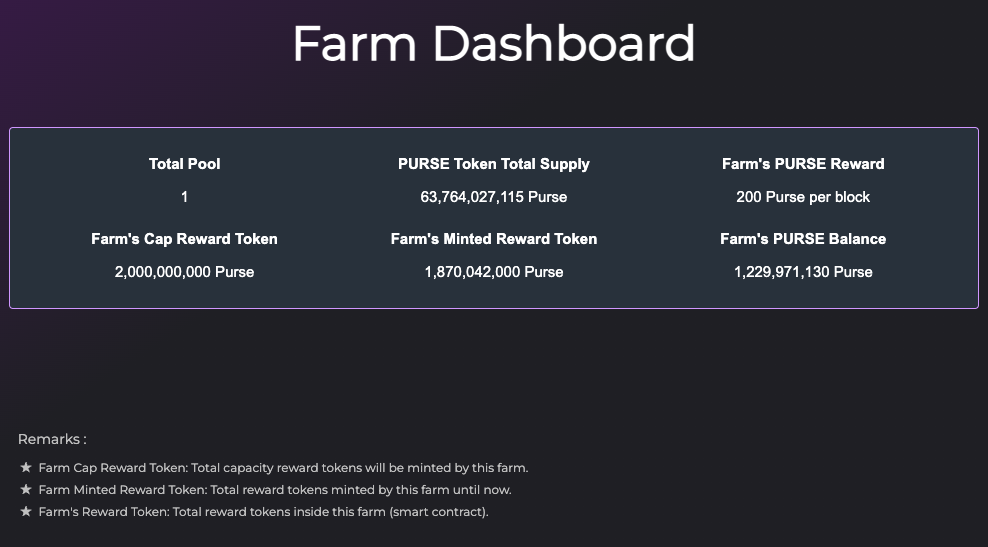 Farm Dashboard
Total Pool
1
PURSE Token Total Supply
63,764,027,115 Purse
Farm's PURSE Reward
200 Purse per block
Farm's Cap Reward Token
2,000,000,000 Purse
Farm's Minted Reward Token
1,870,042,000 Purse
Farm's PURSE Balance
1,229,971,130 Purse
Remarks :
★ Farm Cap Reward Token: Total capacity reward tokens will be minted by this farm.
★ Farm Minted Reward Token: Total reward tokens minted by this farm until now.
★ Farm's Reward Token: Total reward tokens inside this farm (smart contract).